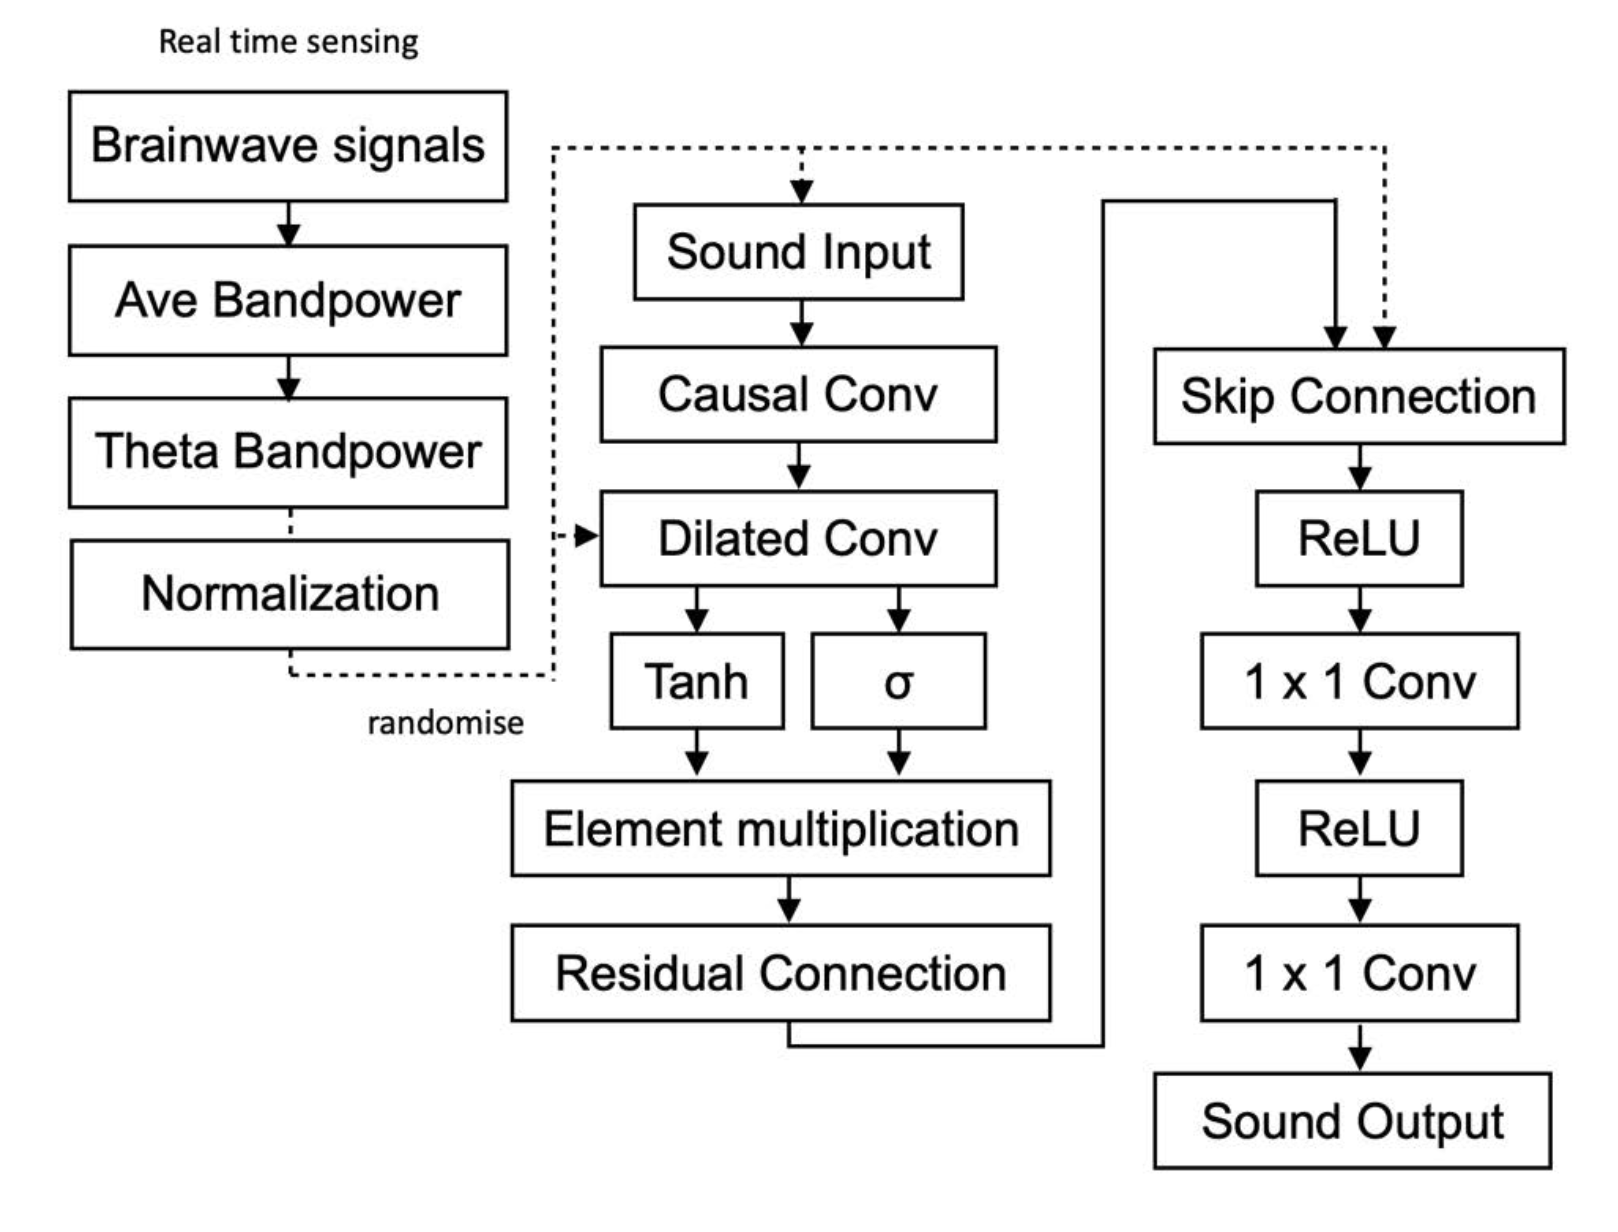 Real time sensing
Brainwave signals
Ave Bandpower
Theta Bandpower
Normalization
randomise
Sound Input
Causal Conv
Dilated Conv
Tanh
σ
Element multiplication
Residual Connection
Skip Connection
ReLU
1 x 1 Conv
ReLU
1 x 1 Conv
Sound Output